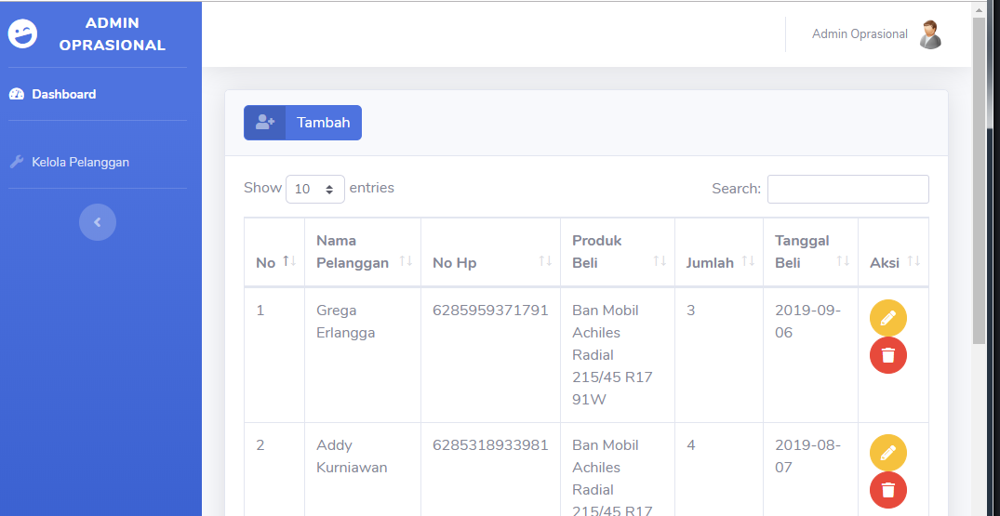 ADMIN
OPRASIONAL
Dashboard
Kelola Pelanggan
Admin Oprasional
Tambah
Show 10 entries
Search:
No
Nama
Pelanggan
No Hp
Produk
Beli
Jumlah
Tanggal
Beli
Aksi
1
Grega
Erlangga
6285959371791
Ban Mobil
Achiles
Radial
215/45 R17
91W
3
2019-09-
06
2
Addy
Kurniawan
6285318933981
Ban Mobil
Achiles
Radial
215/45 R17
4
2019-08-
07